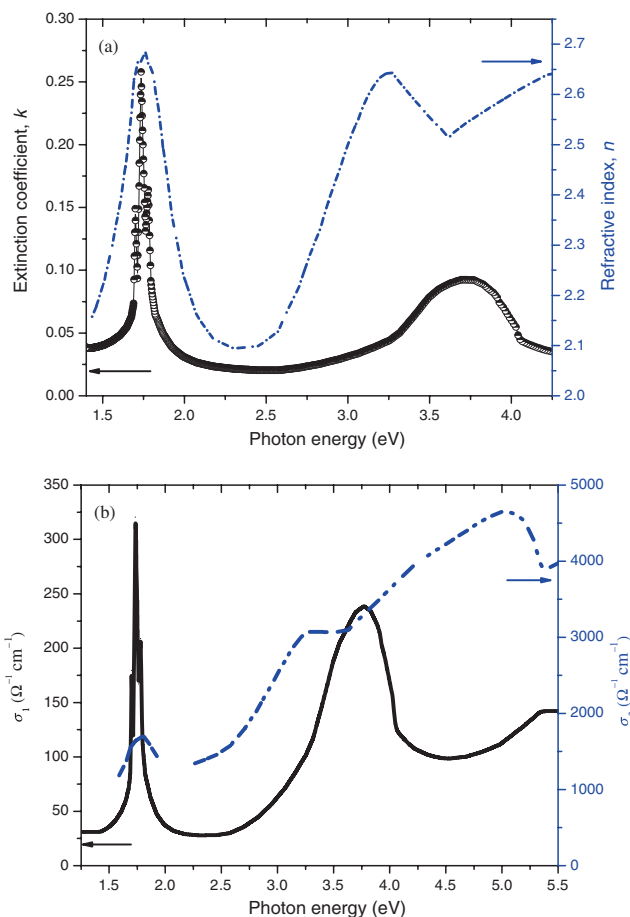 (a)
Extinction coefficient, k
0.30
0.25
0.20
0.15
0.10
0.05
0.00
2.7
2.6
2.5
2.4
2.3
2.2
2.1
2.0
Refractive index, n
1.5 2.0 2.5 3.0 3.5 4.0
Photon energy (eV)
(b)
σ₁ (Ω⁻¹ cm⁻¹)
350
300
250
200
150
100
50
0
5000
4000
3000
2000
1000
0
(Ω⁻¹ cm⁻¹)
1.5 2.0 2.5 3.0 3.5 4.0 4.5 5.0 5.5
Photon energy (eV)